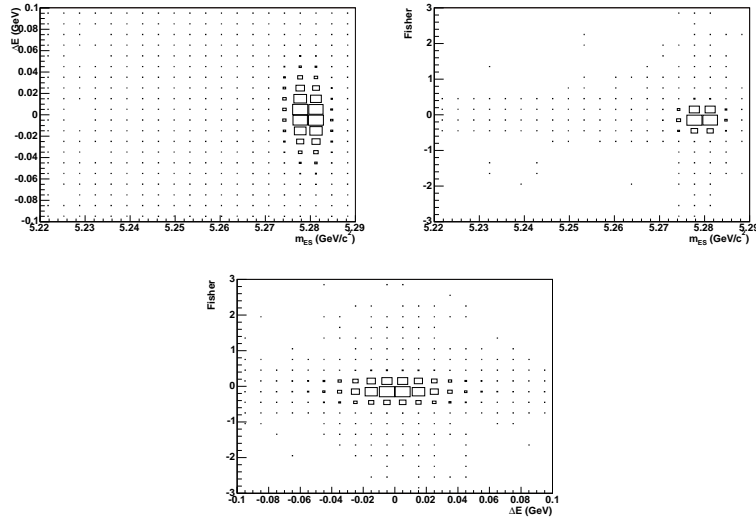 ΔE (GeV)
0.1
0.08
0.06
0.04
0.02
0
-0.02
-0.04
-0.06
-0.08
-0.1
5.22 5.23 5.24 5.25 5.26 5.27 5.28 5.29
m_ES (GeV/c²)
Fisher
3
2
1
0
-1
-2
-3
5.22 5.23 5.24 5.25 5.26 5.27 5.28 5.29
m_ES (GeV/c²)
Fisher
3
2
1
0
-1
-2
-3
-0.1 -0.08 -0.06 -0.04 -0.02 0 0.02 0.04 0.06 0.08 0.1
ΔE (GeV)